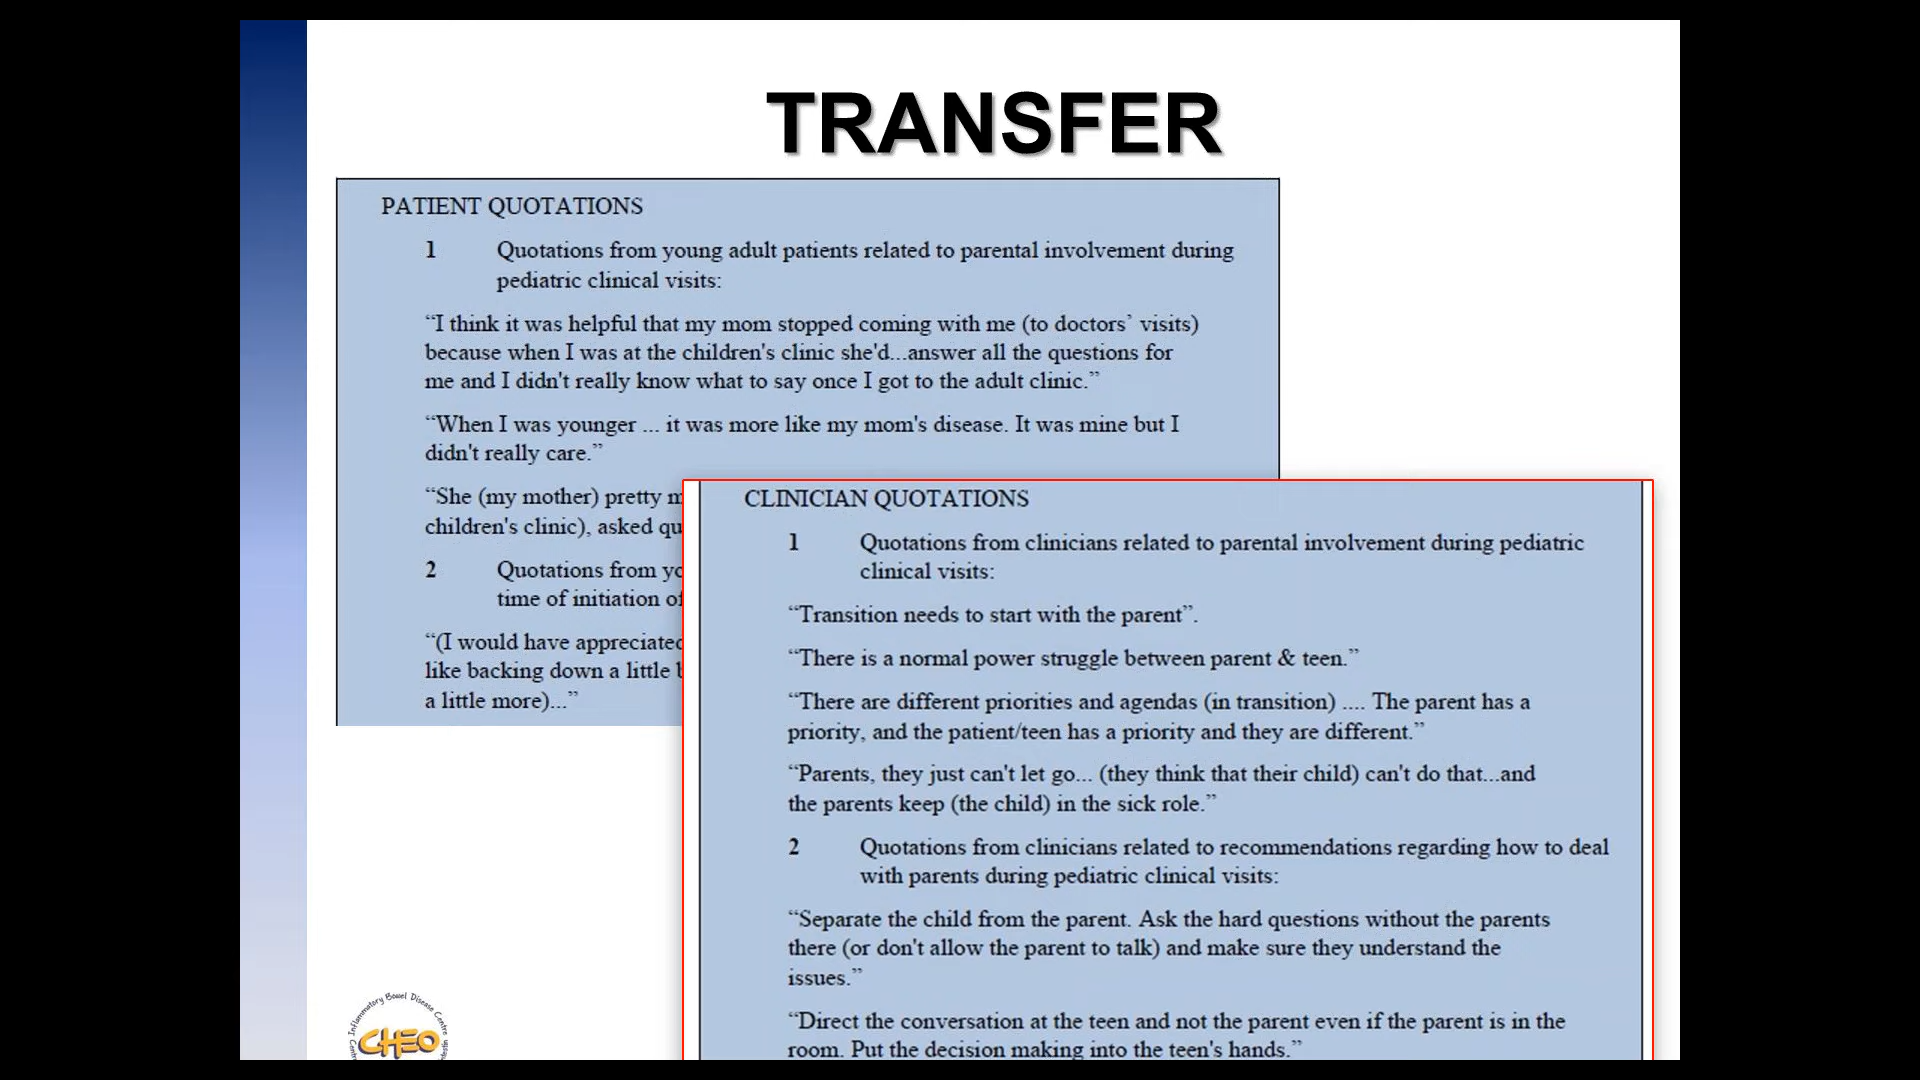 TRANSFER
PATIENT QUOTATIONS
1 Quotations from young adult patients related to parental involvement during
pediatric clinical visits:
“I think it was helpful that my mom stopped coming with me (to doctors’ visits)
because when I was at the children's clinic she'd...answer all the questions for
me and I didn't really know what to say once I got to the adult clinic.”
“When I was younger ... it was more like my mom's disease. It was mine but I
didn't really care.”
“She (my mother) pretty
children's clinic), asked
2 Quotations from
time of initiation
“(I would have appreciated
like backing down a little
a little more)...”
CLINICIAN QUOTATIONS
1 Quotations from clinicians related to parental involvement during pediatric
clinical visits:
“Transition needs to start with the parent”.
“There is a normal power struggle between parent & teen.”
“There are different priorities and agendas (in transition) .... The parent has a
priority, and the patient/teen has a priority and they are different.”
“Parents, they just can't let go... (they think that their child) can't do that...and
the parents keep (the child) in the sick role.”
2 Quotations from clinicians related to recommendations regarding how to deal
with parents during pediatric clinical visits:
“Separate the child from the parent. Ask the hard questions without the parents
there (or don't allow the parent to talk) and make sure they understand the
issues.”
“Direct the conversation at the teen and not the parent even if the parent is in the
room. Put the decision making into the teen's hands.”
Inflammatory Bowel Disease Centre
CHEO